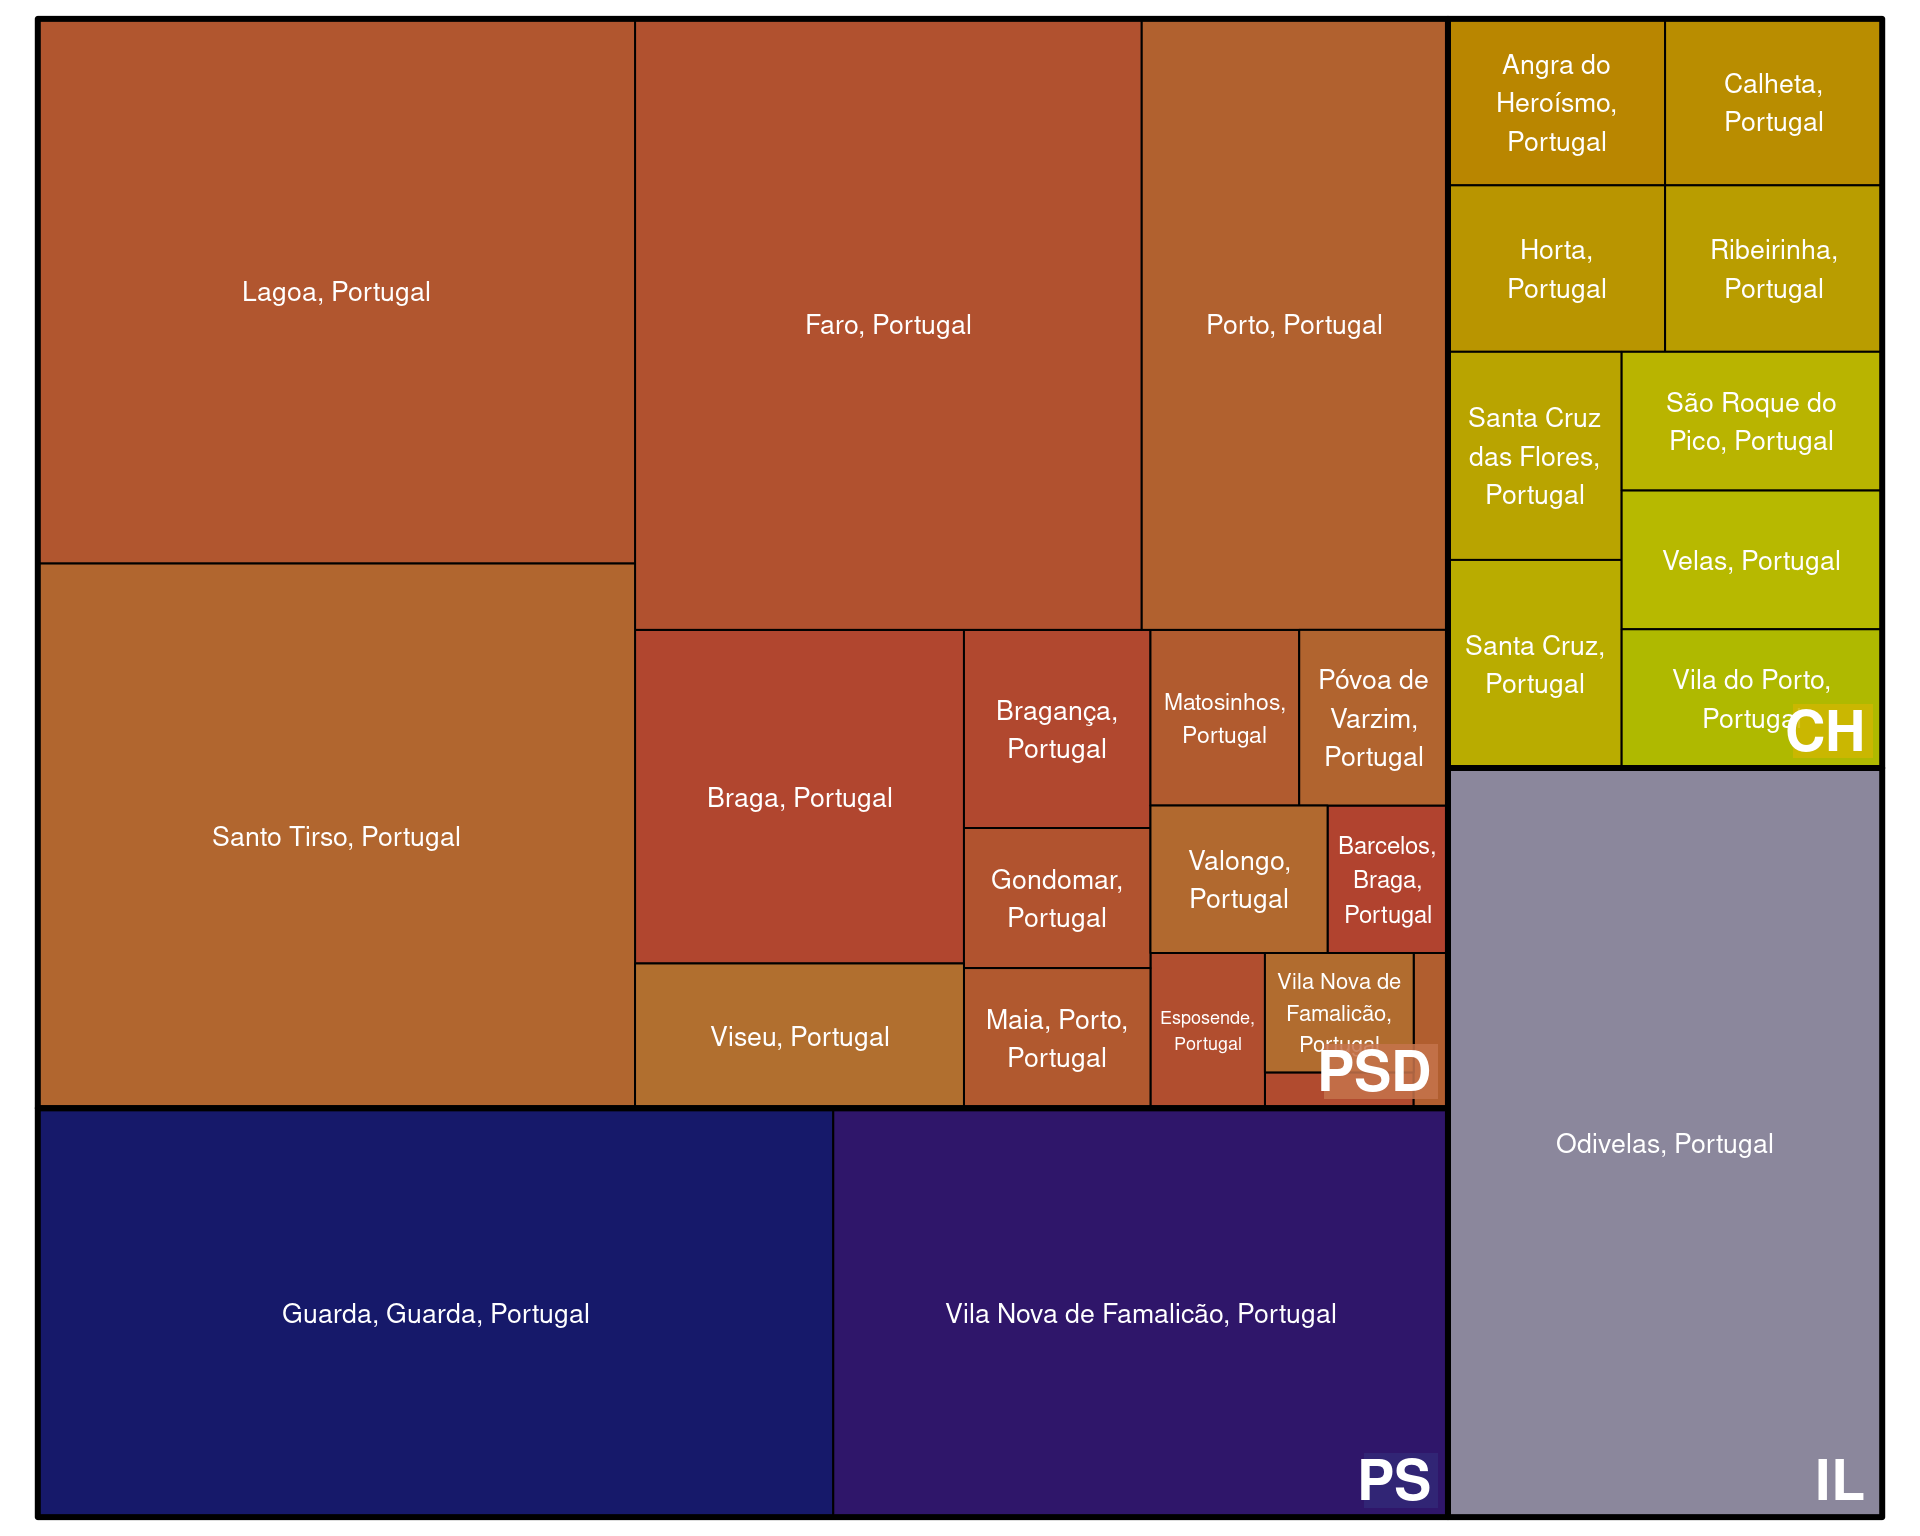 Lagoa, Portugal
Santo Tirso, Portugal
Faro, Portugal
Porto, Portugal
Braga, Portugal
Viseu, Portugal
Bragança,
Portugal
Gondomar,
Portugal
Maia, Porto,
Portugal
Matosinhos,
Portugal
Póvoa de
Varzim,
Portugal
Valongo,
Portugal
Barcelos,
Braga,
Portugal
Esposende,
Portugal
Vila Nova de
Famalicão,
Portugal
PSD
Guarda, Guarda, Portugal
Vila Nova de Famalicão, Portugal
PS
Angra do
Heroísmo,
Portugal
Calheta,
Portugal
Horta,
Portugal
Ribeirinha,
Portugal
Santa Cruz
das Flores,
Portugal
Santa Cruz,
Portugal
São Roque do
Pico, Portugal
Velas, Portugal
Vila do Porto,
Portugal
CH
Odivelas, Portugal
IL